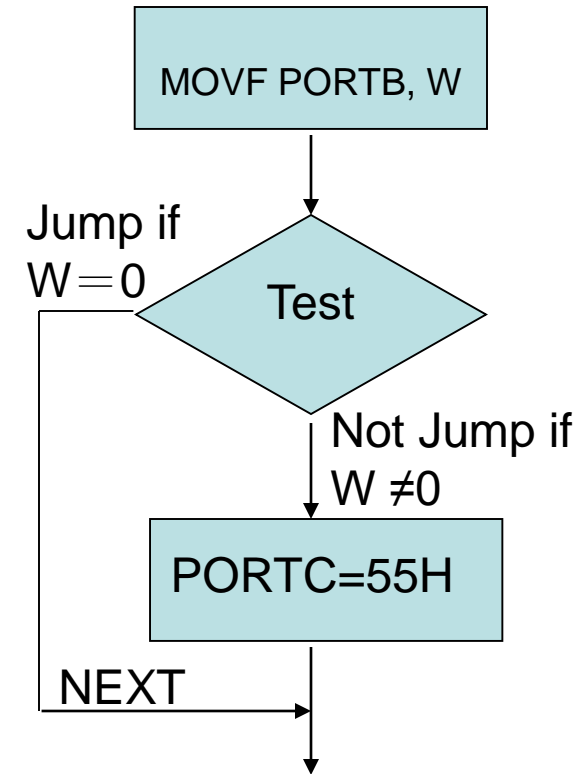 MOVF PORTB, W
Jump if
W=0
Test
Not Jump if
W ≠0
PORTC=55H
NEXT